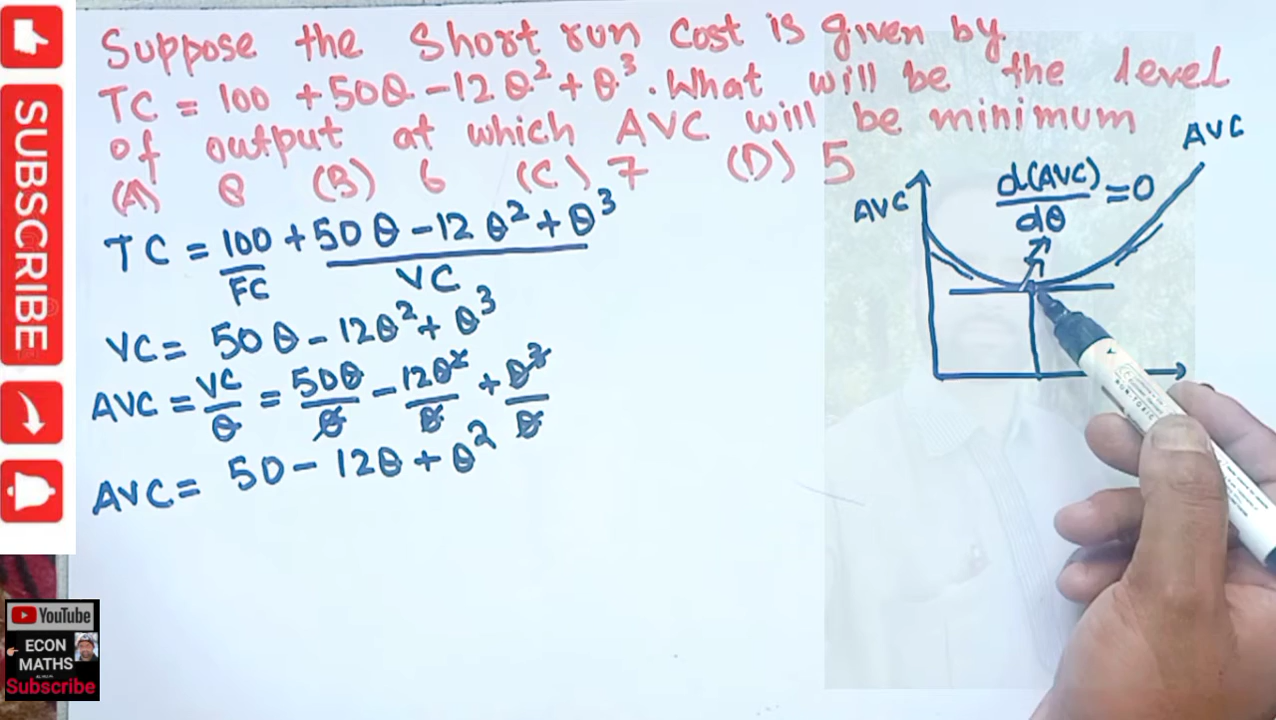 Suppose the Short run Cost is given by
TC = 100 + 50Q - 12Q² + Q³. What will be the level
of output at which AVC will be minimum
(A) 8 (B) 6 (C) 7 (D) 5
TC = 100/FC + 50Q - 12Q² + Q³
VC
VC = 50Q - 12Q² + Q³
AVC = VC/Q = 50Q/Q - 12Q²/Q + Q³/Q
AVC = 50 - 12Q + Q²
AVC
AVC
d(AVC)/dQ = 0
SUBSCRIBE
YouTube
ECON
MATHS
Subscribe